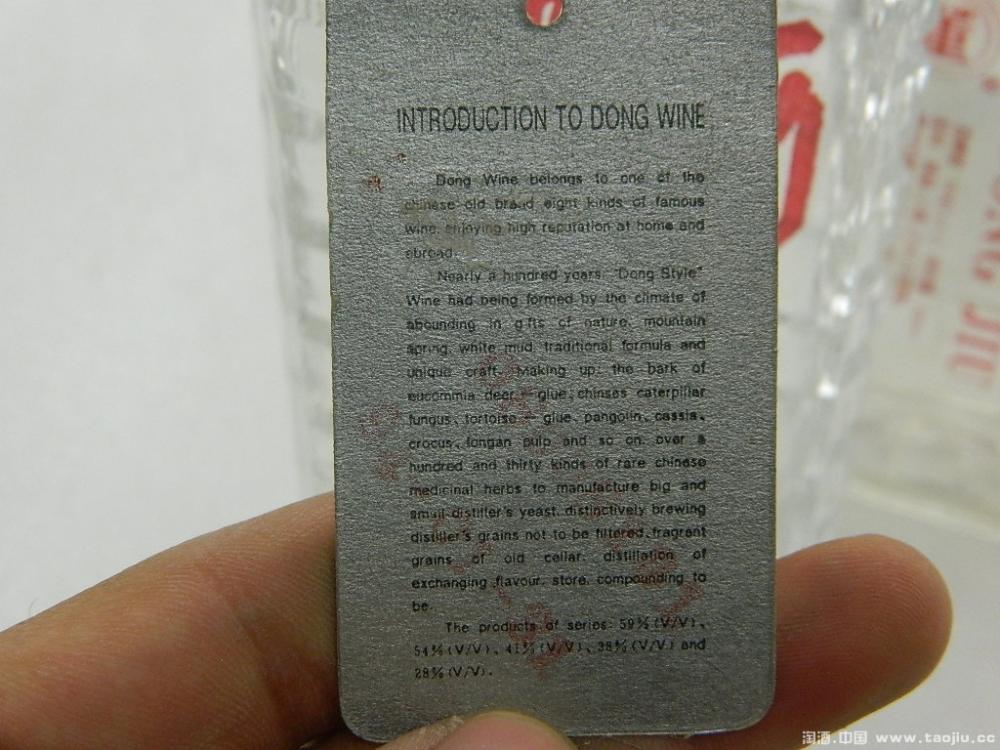 INTRODUCTION TO DONG WINE
Dong Wine belongs to one of the
chinese old brand eight kinds of famous
wine, enjoying high reputation at home and
abroad.
Nearly a hundred years, "Dong Style"
Wine had being formed by the climate of
abounding in gifts of nature, mountain
spring, white mud, traditional formula and
unique craft. Making up: the bark of
eucommia deer—glue, chinses caterpillar
fungus, tortoise—glue, pangolin, cassia,
crocus, longan pulp and so on, over a
hundred and thirty kinds of rare chinese
medicinal herbs to manufacture big and
small distiller's yeast, distinctively brewing
distiller's grains not to be filtered, fragrant
grains of old cellar, distillation of
exchanging flavour, store, compounding to
be.
The products of series: 59%(V/V)、
54%(V/V)、41%(V/V)、38%(V/V) and
28%(V/V).
淘酒.中国 www.taojiu.cc